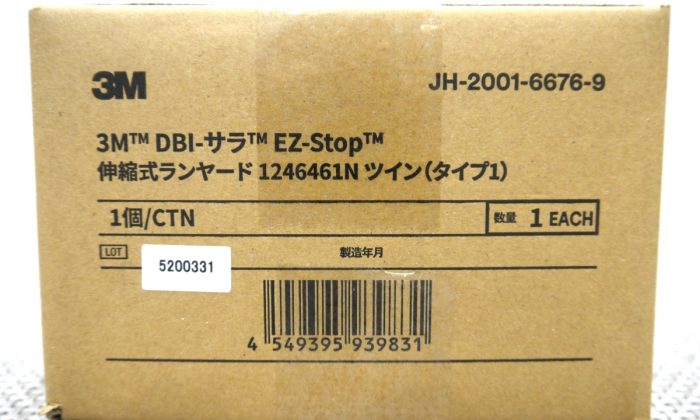 3M
JH-2001-6676-9
3M™ DBI-サラ™ EZ-Stop™
伸縮式ランヤード 1246461N ツイン(タイプ1)
1個/CTN
数量 1 EACH
LOT 5200331 製造年月
4 549395 939831